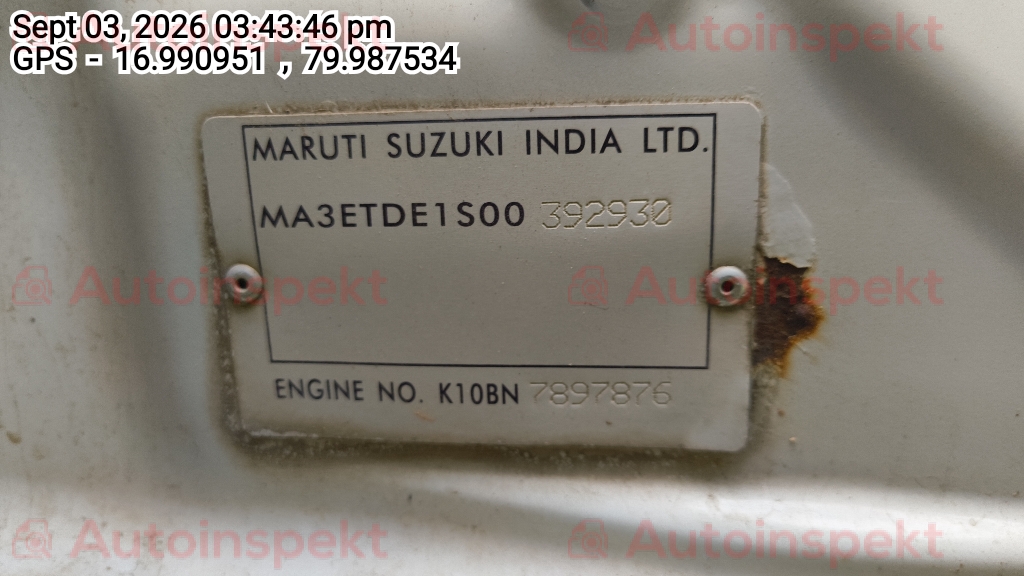 Sept 03, 2026 03:43:46 pm
GPS - 16.990951 , 79.987534
Autoinspekt Autoinspekt
MARUTI SUZUKI INDIA LTD.
MA3ETDE1S00 392930
Autoinspekt Autoinspekt
ENGINE NO. K10BN 7897876
Autoinspekt Autoinspekt